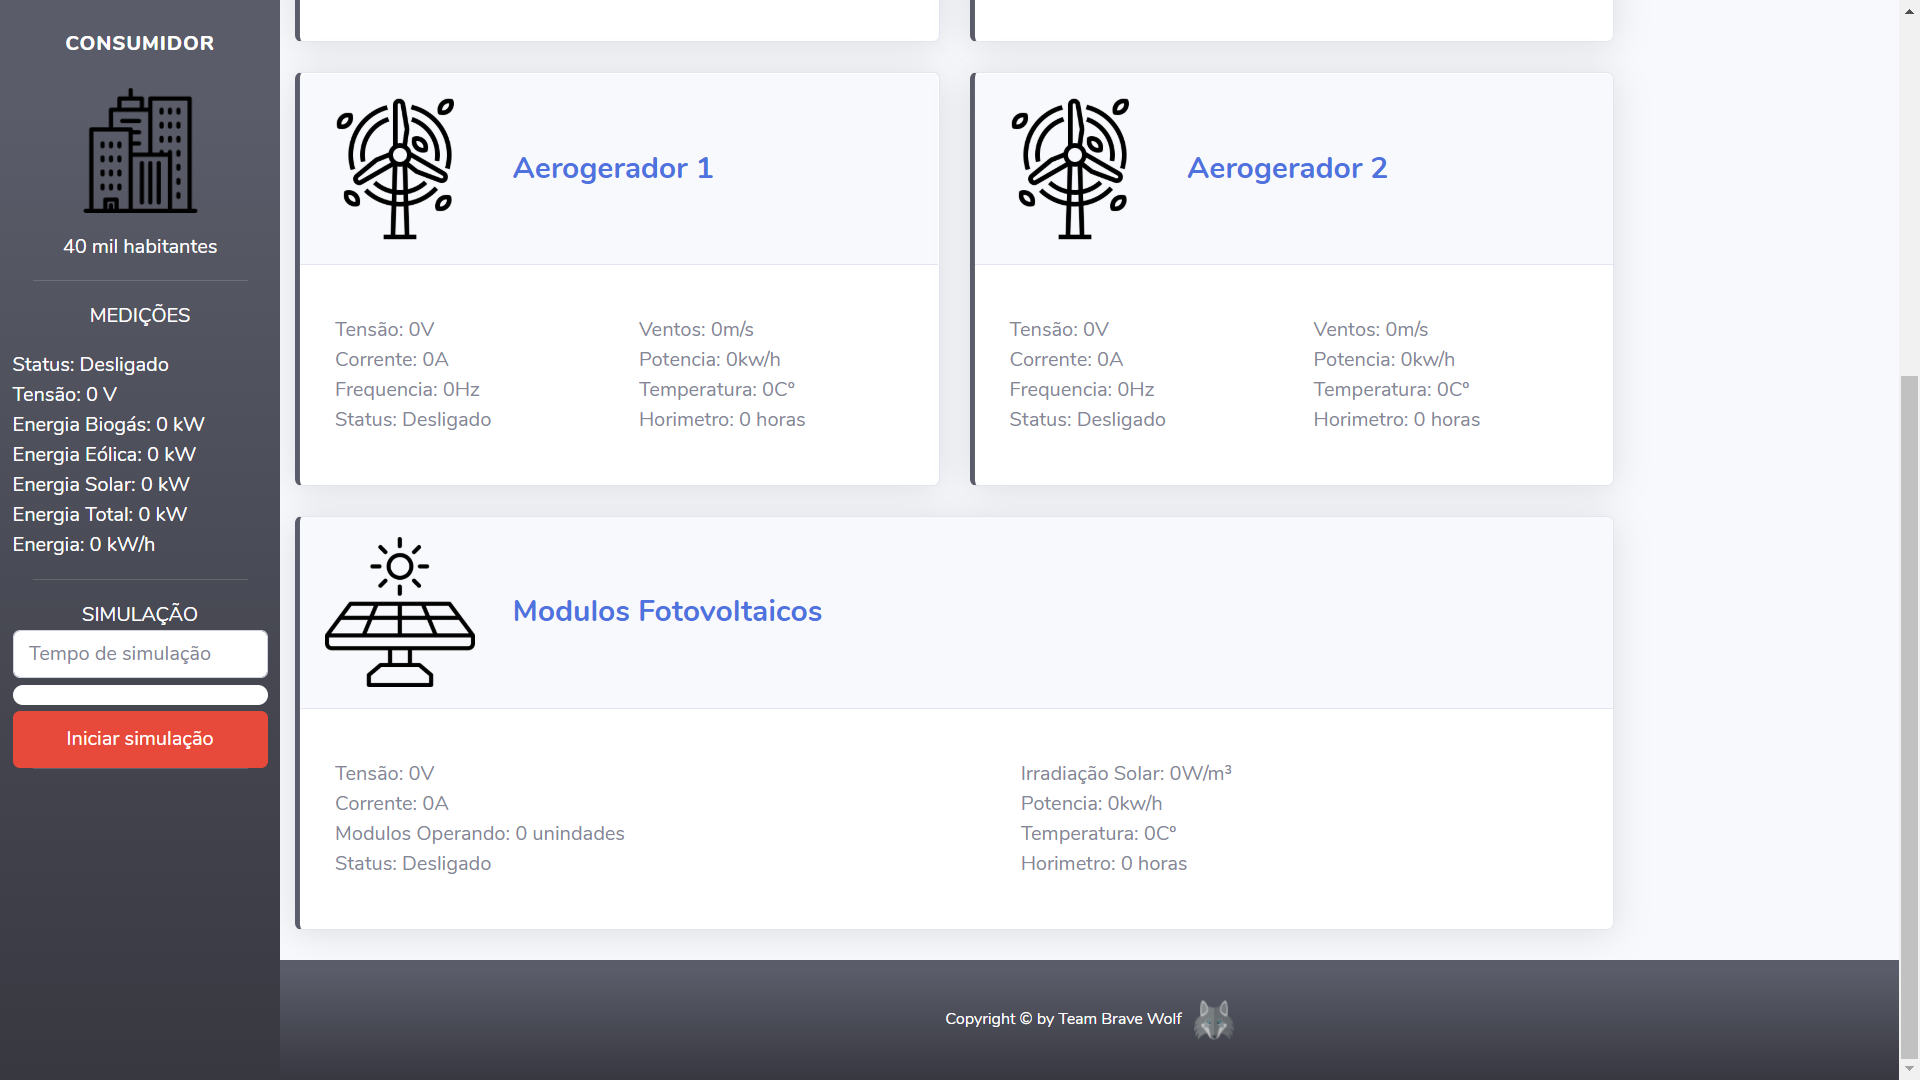 CONSUMIDOR
40 mil habitantes
MEDIÇÕES
Status: Desligado
Tensão: 0 V
Energia Biogás: 0 kW
Energia Eólica: 0 kW
Energia Solar: 0 kW
Energia Total: 0 kW
Energia: 0 kW/h
SIMULAÇÃO
Tempo de simulação
Iniciar simulação
Aerogerador 1
Tensão: 0V
Corrente: 0A
Frequencia: 0Hz
Status: Desligado
Ventos: 0m/s
Potencia: 0kw/h
Temperatura: 0Cº
Horimetro: 0 horas
Aerogerador 2
Tensão: 0V
Corrente: 0A
Frequencia: 0Hz
Status: Desligado
Ventos: 0m/s
Potencia: 0kw/h
Temperatura: 0Cº
Horimetro: 0 horas
Modulos Fotovoltaicos
Tensão: 0V
Corrente: 0A
Modulos Operando: 0 unindades
Status: Desligado
Irradiação Solar: 0W/m³
Potencia: 0kw/h
Temperatura: 0Cº
Horimetro: 0 horas
Copyright © by Team Brave Wolf